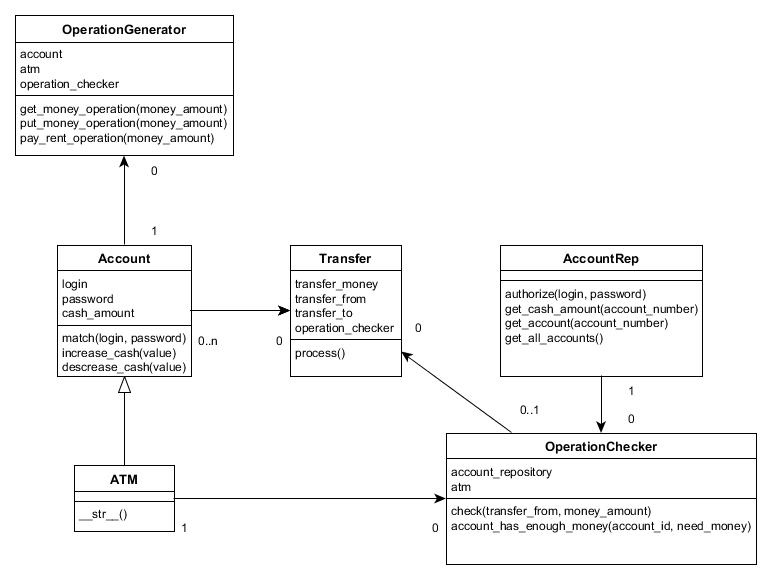 OperationGenerator
account
atm
operation_checker
get_money_operation(money_amount)
put_money_operation(money_amount)
pay_rent_operation(money_amount)
0
1
Account
login
password
cash_amount
match(login, password)
increase_cash(value)
descrease_cash(value)
0..n
0
Transfer
transfer_money
transfer_from
transfer_to
operation_checker
process()
0
0..1
AccountRep
authorize(login, password)
get_cash_amount(account_number)
get_account(account_number)
get_all_accounts()
1
0
ATM
__str__()
1
0
OperationChecker
account_repository
atm
check(transfer_from, money_amount)
account_has_enough_money(account_id, need_money)